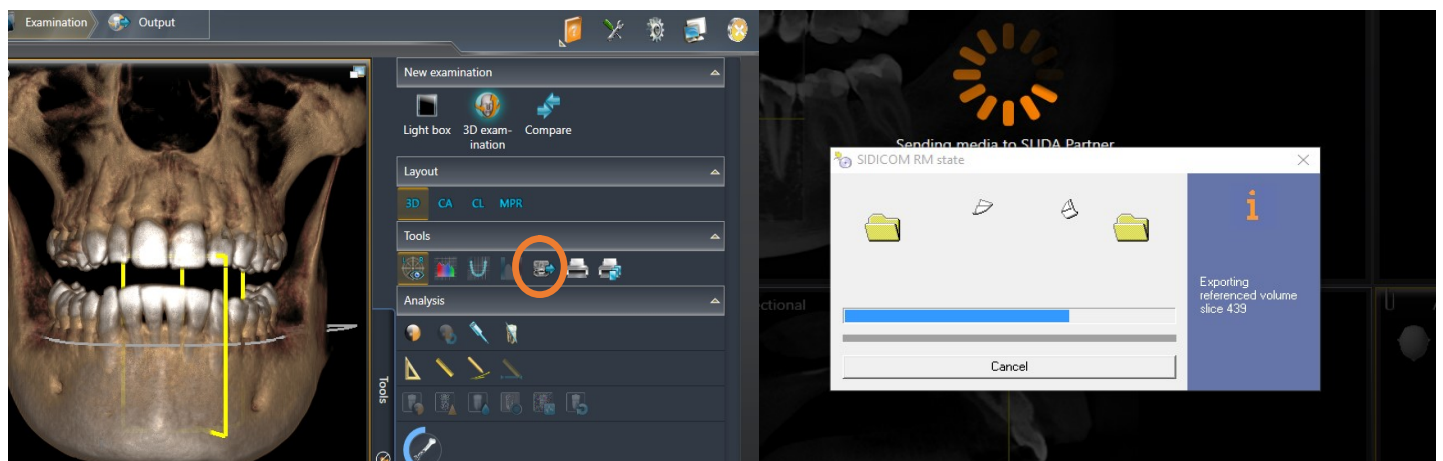 Examination
Output
New examination
Light box
3D exam-
ination
Compare
Layout
3D CA CL MPR
Tools
Analysis
Tools
Sending media to SLIDA Partner
SIDICOM RM state
i
Exporting
referenced volume
slice 439
Cancel
ectional